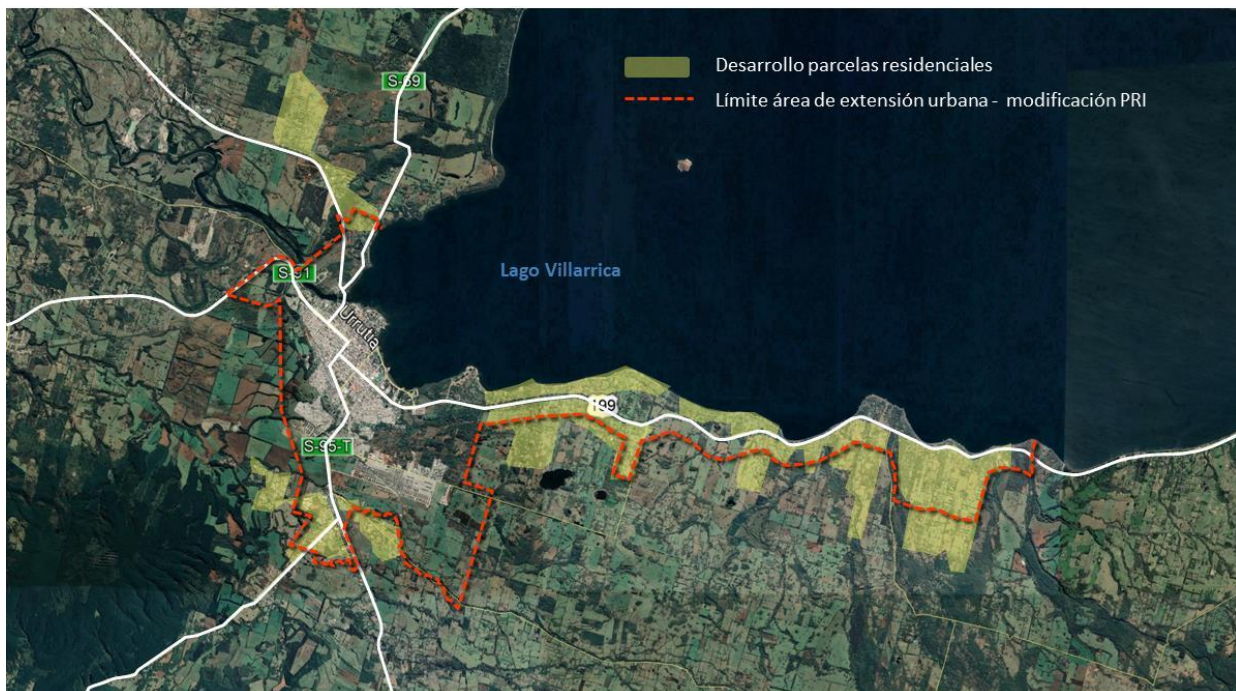 Desarrollo parcelas residenciales
Límite área de extensión urbana - modificación PRI
S-69
Lago Villarrica
S-91
Urrutia
199
S-95-T